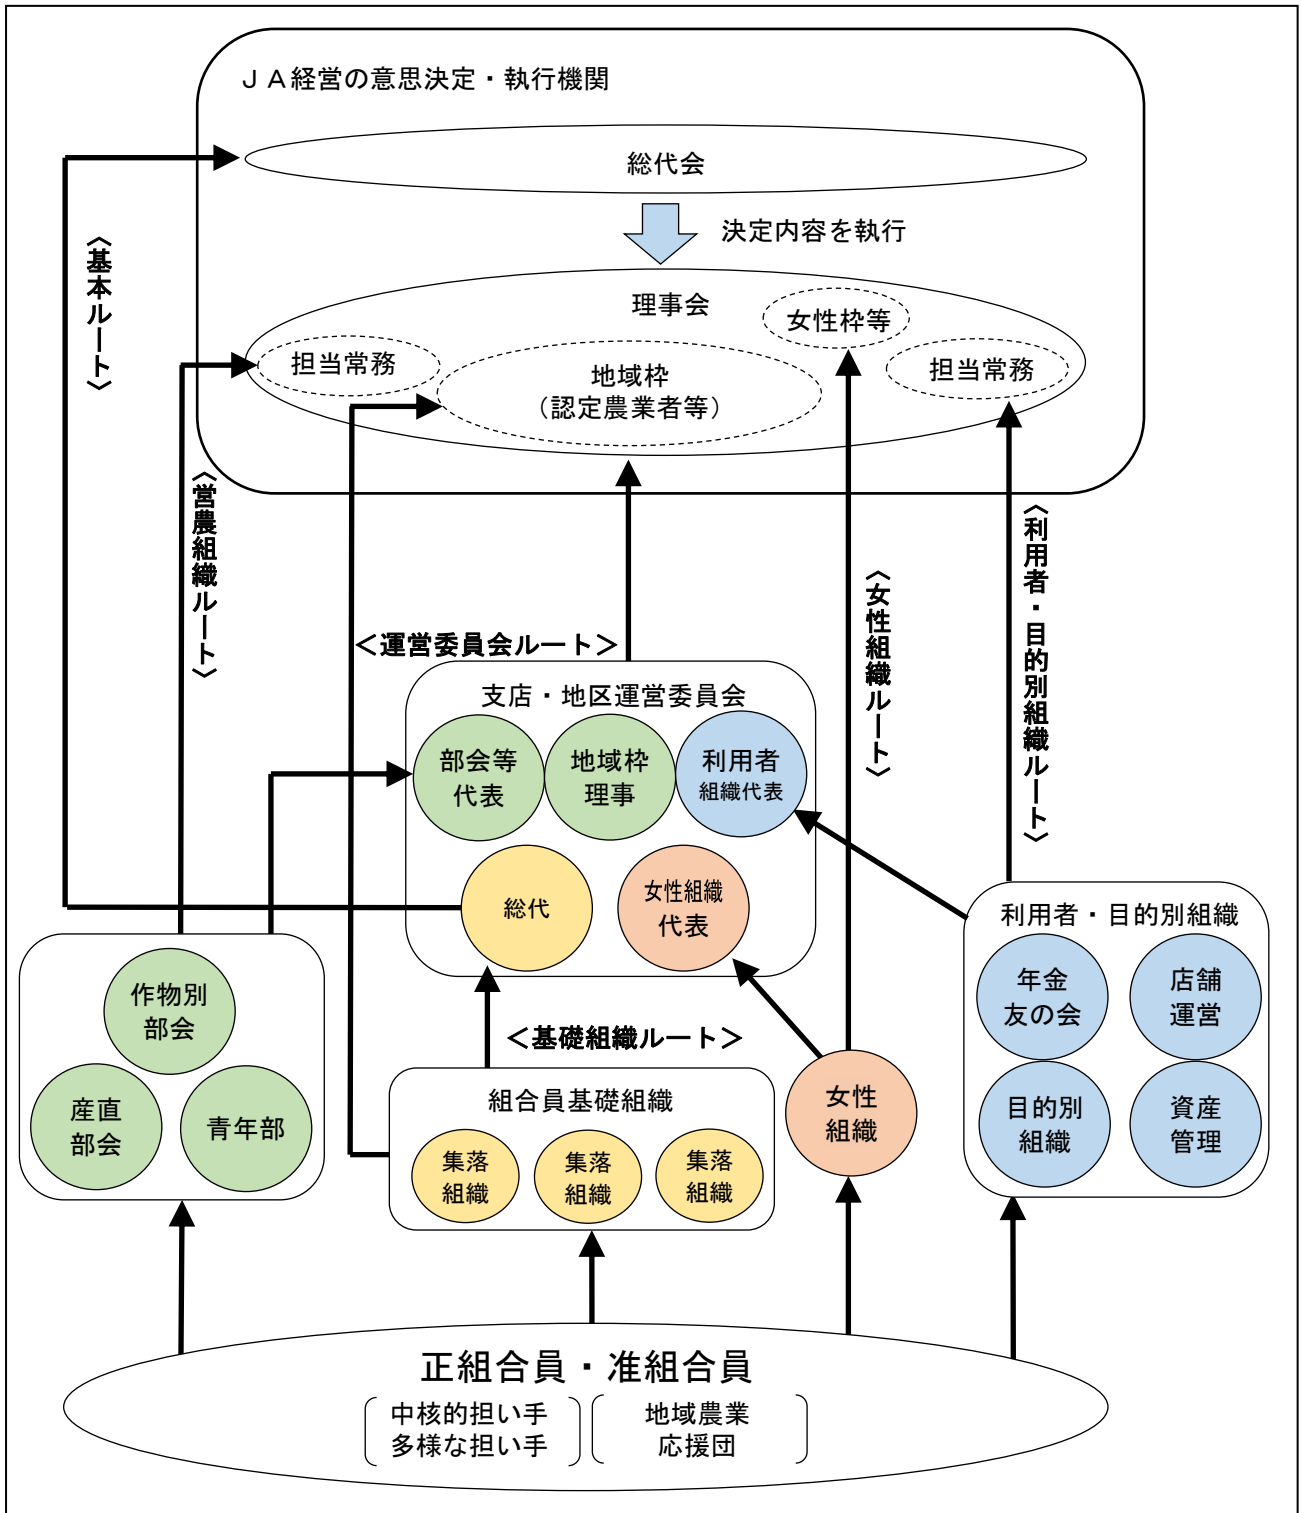 ＪＡ経営の意思決定・執行機関
総代会
決定内容を執行
理事会
女性枠等
担当常務
地域枠
（認定農業者等）
担当常務
〈基本ルート〉
〈営農組織ルート〉
＜運営委員会ルート＞
〈女性組織ルート〉
〈利用者・目的別組織ルート〉
支店・地区運営委員会
部会等
代表
地域枠
理事
利用者
組織代表
総代
女性組織
代表
利用者・目的別組織
年金
友の会
店舗
運営
目的別
組織
資産
管理
作物別
部会
産直
部会
青年部
＜基礎組織ルート＞
組合員基礎組織
集落
組織
集落
組織
集落
組織
女性
組織
正組合員・准組合員
中核的担い手
多様な担い手
地域農業
応援団